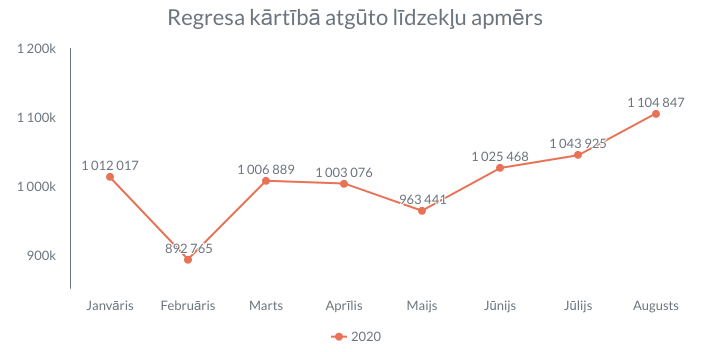 Regresa kārtībā atgūto līdzekļu apmērs
1 200k
1 100k
1 000k
900k
1 012 017
892 765
1 006 889
1 003 076
963 441
1 025 468
1 043 925
1 104 847
Janvāris Februāris Marts Aprīlis Maijs Jūnijs Jūlijs Augusts
2020